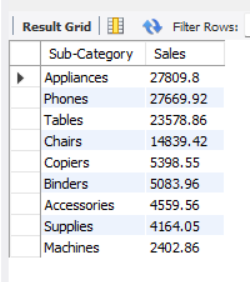 Result Grid Filter Rows:
Sub-Category Sales
Appliances 27809.8
Phones 27669.92
Tables 23578.86
Chairs 14839.42
Copiers 5398.55
Binders 5083.96
Accessories 4559.56
Supplies 4164.05
Machines 2402.86